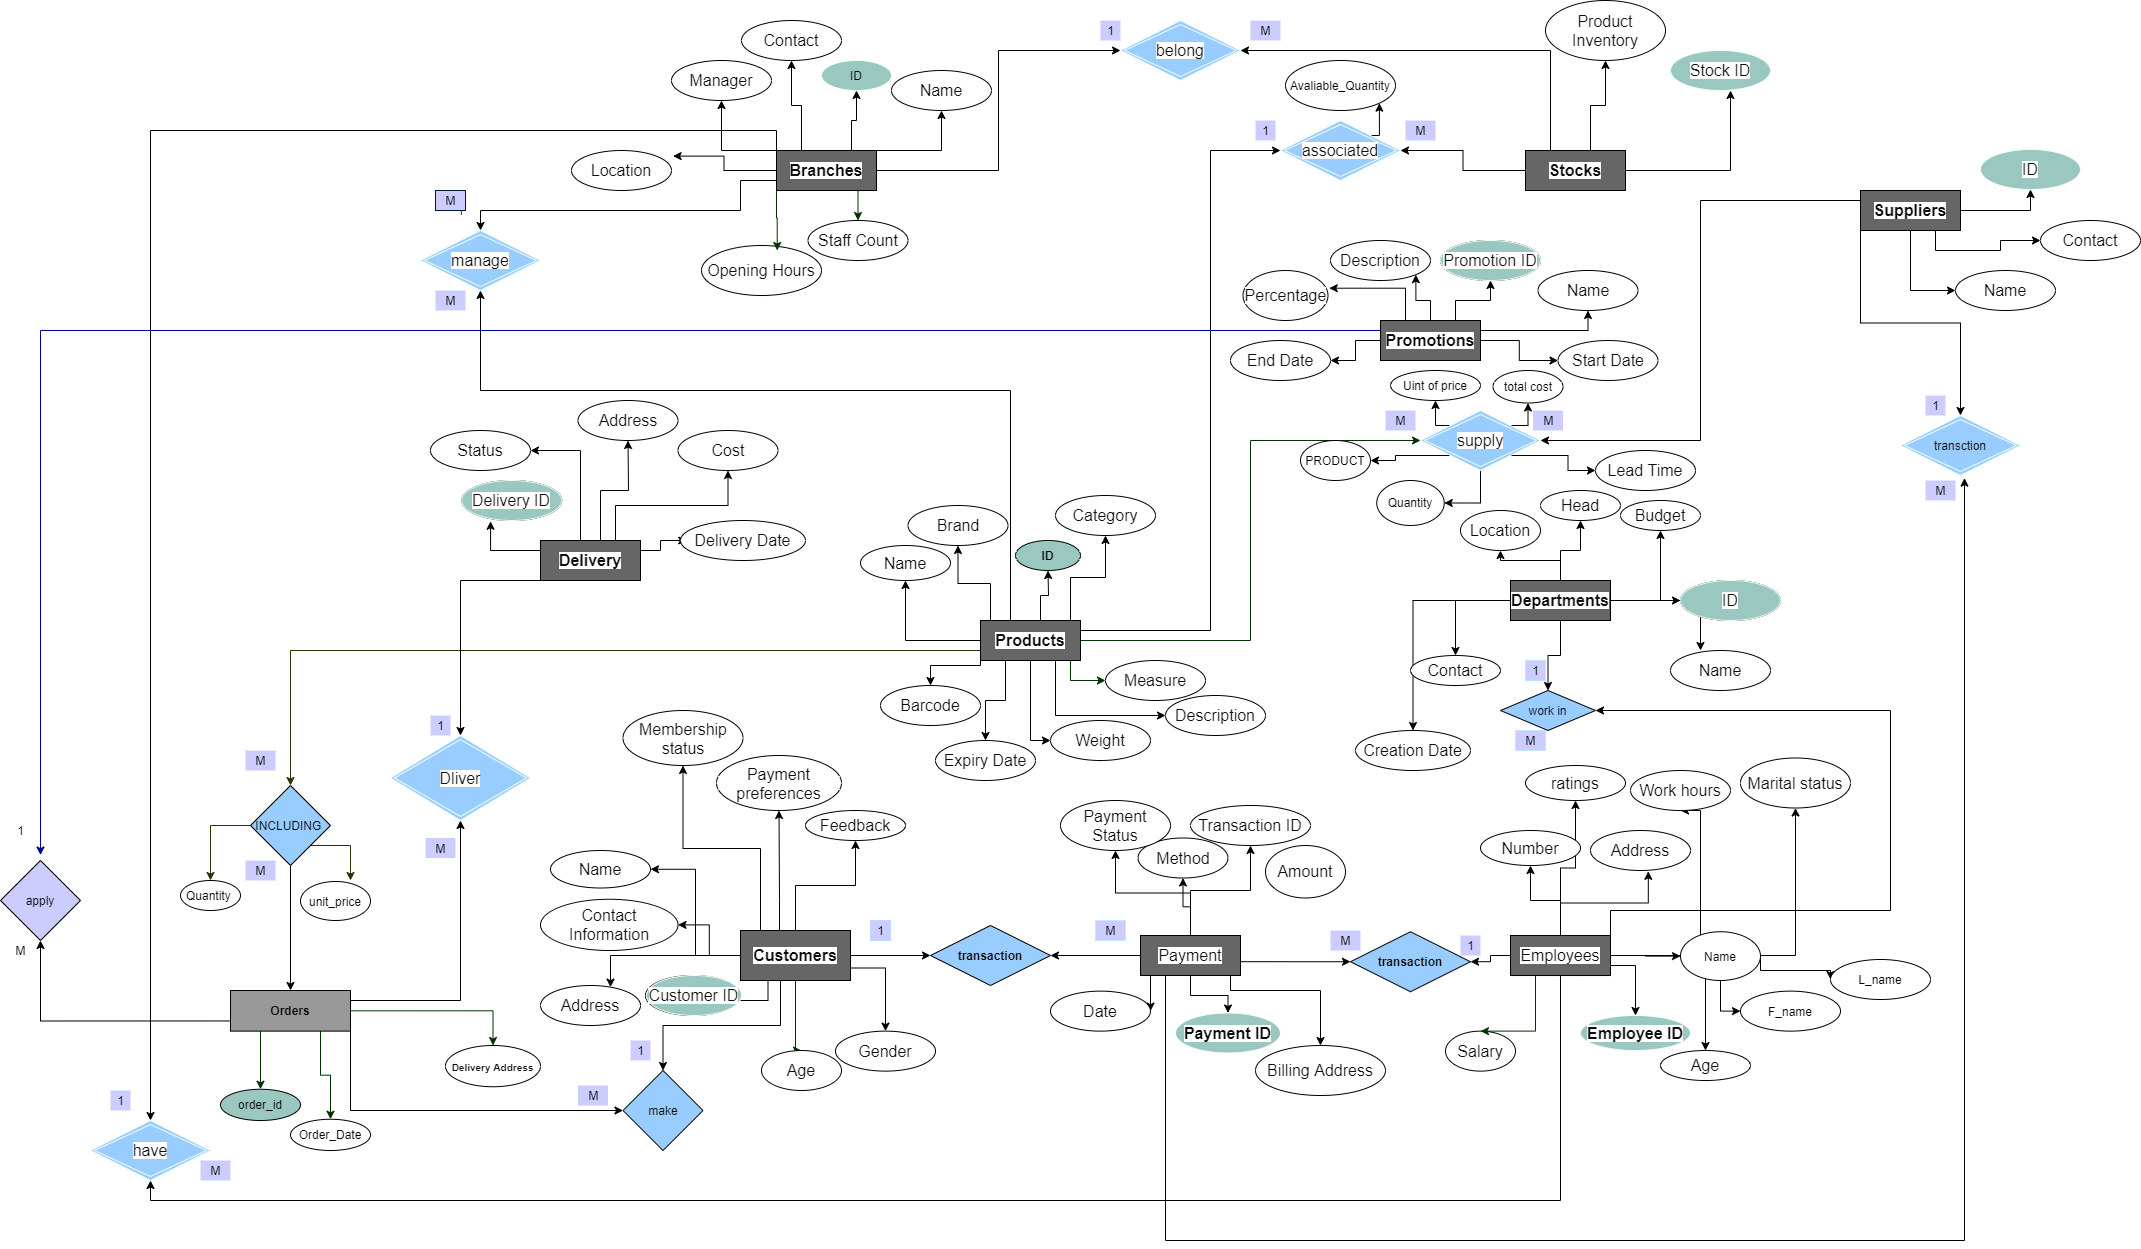 Product
Inventory
Contact
1
M
belong
Manager
ID
Name
Avaliable_Quantity
Stock ID
1
M
associated
Location
Branches
Stocks
ID
M
Suppliers
Staff Count
Contact
manage
Opening Hours
Description
Promotion ID
Percentage
Name
Name
M
Promotions
End Date
Start Date
Uint of price
total cost
1
Address
M
M
supply
transction
Status
Cost
PRODUCT
Lead Time
M
Delivery ID
Quantity
Head
Category
Budget
Brand
Location
Delivery Date
ID
Delivery
Name
Departments
ID
Products
1
Contact
Name
Measure
Barcode
work in
Description
1
Membership
status
M
Weight
Creation Date
M
Expiry Date
Dliver
Payment
preferences
ratings
Work hours
Marital status
INCLUDING
1
Feedback
Payment
Status
Transaction ID
M
Number
Address
Method
M
Name
Amount
Quantity
unit_price
apply
Contact
Information
1
M
M
1
M
Customers
transaction
Payment
transaction
Employees
Name
L_name
Customer ID
Address
Orders
Date
F_name
Payment ID
Employee ID
1
Gender
Salary
Delivery Address
Age
Billing Address
Age
M
1
order_id
make
Order_Date
have
M